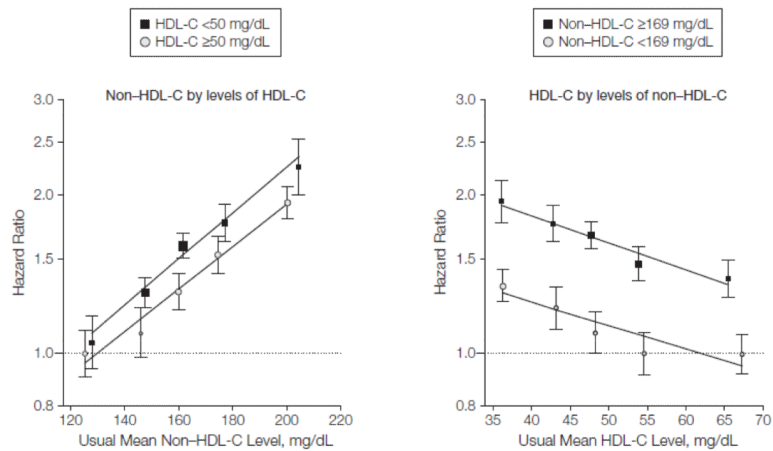 HDL-C <50 mg/dL
HDL-C ≥50 mg/dL
Non–HDL-C by levels of HDL-C
3.0
2.5
2.0
1.5
1.0
0.8
Hazard Ratio
120 140 160 180 200 220
Usual Mean Non–HDL-C Level, mg/dL
Non–HDL-C ≥169 mg/dL
Non–HDL-C <169 mg/dL
HDL-C by levels of non–HDL-C
3.0
2.5
2.0
1.5
1.0
0.8
Hazard Ratio
35 40 45 50 55 60 65 70
Usual Mean HDL-C Level, mg/dL